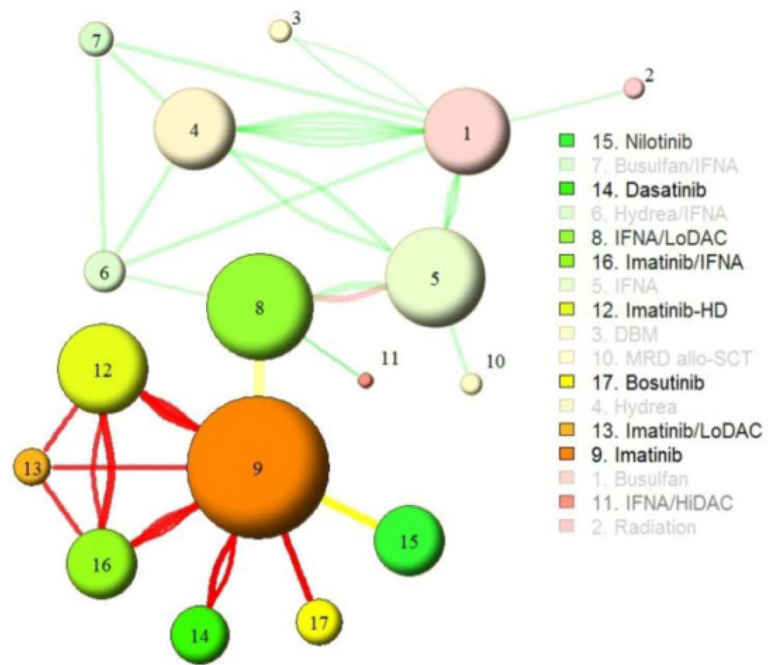 3
7
2
4
1
6
5
8
11
10
12
9
13
15
16
14
17
15. Nilotinib
7. Busulfan/IFNA
14. Dasatinib
6. Hydrea/IFNA
8. IFNA/LoDAC
16. Imatinib/IFNA
5. IFNA
12. Imatinib-HD
3. DBM
10. MRD allo-SCT
17. Bosutinib
4. Hydrea
13. Imatinib/LoDAC
9. Imatinib
1. Busulfan
11. IFNA/HiDAC
2. Radiation